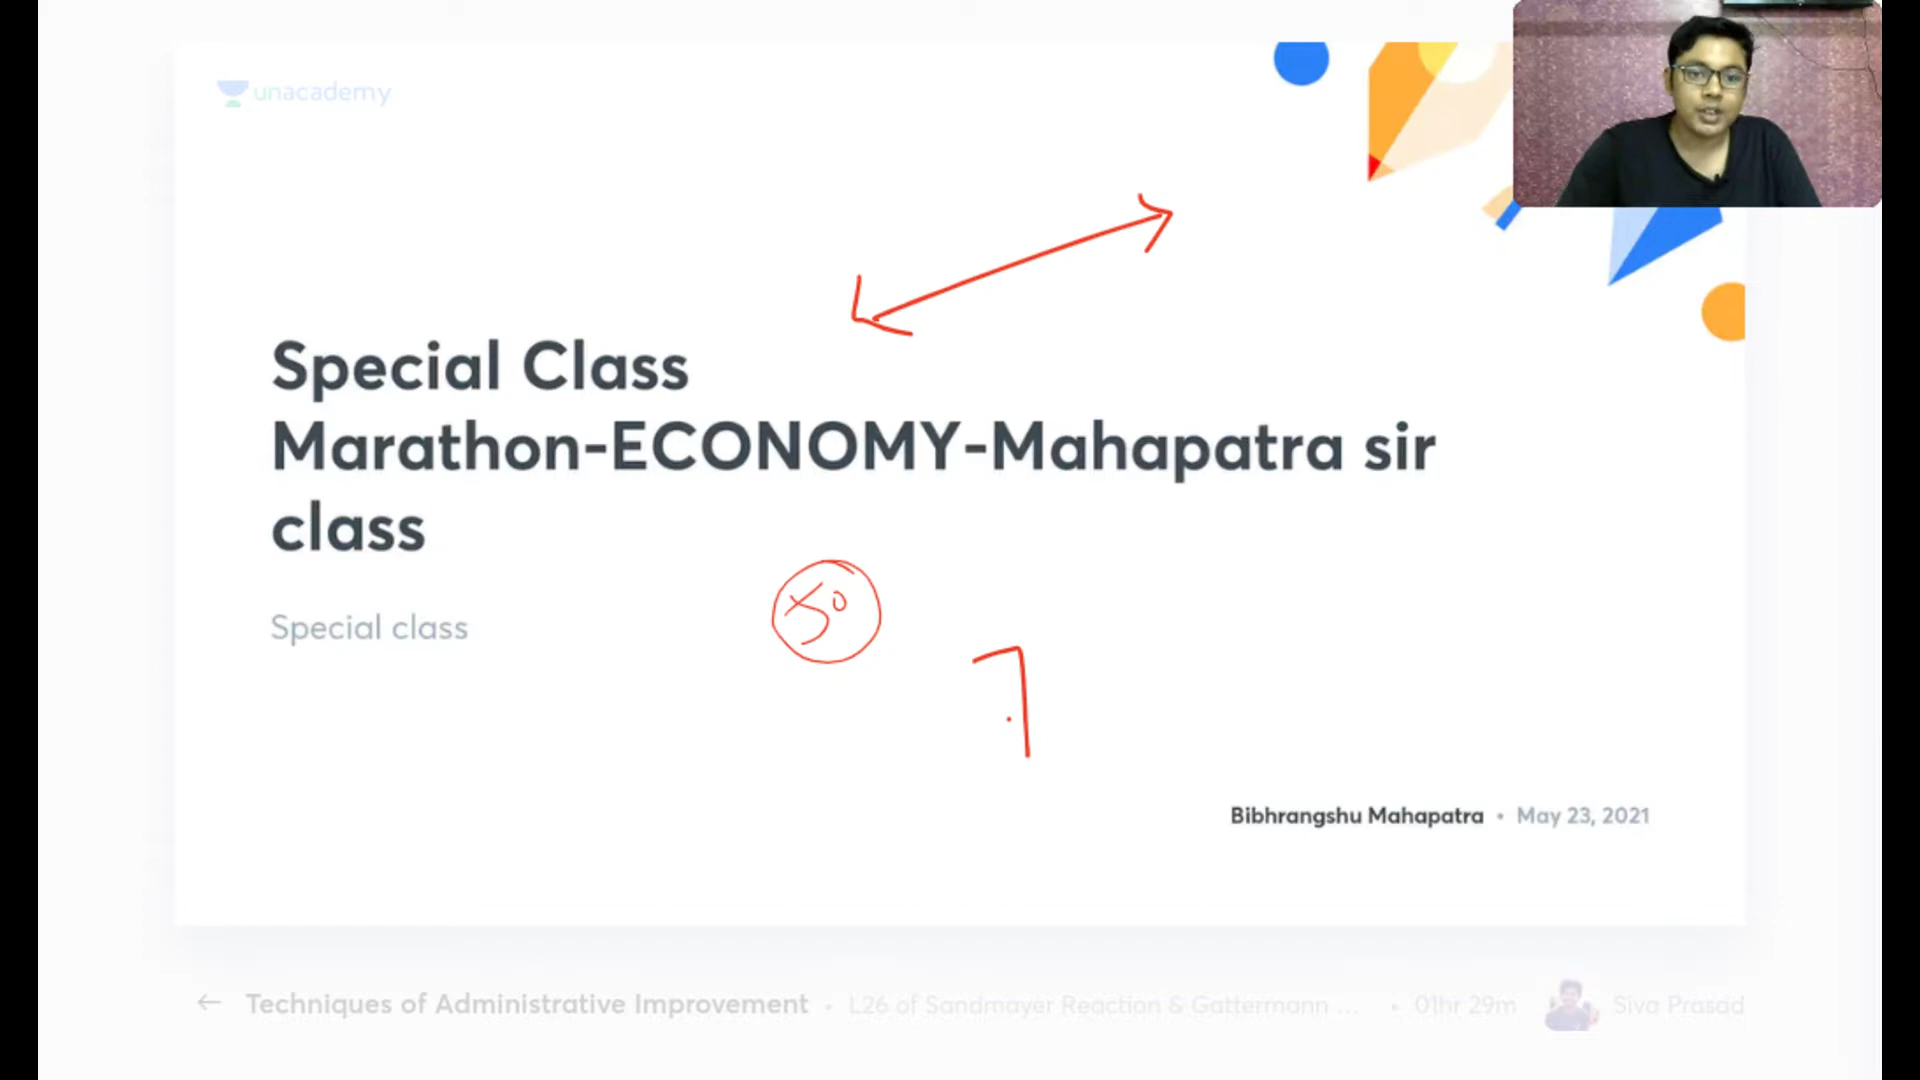 unacademy
Special Class
Marathon-ECONOMY-Mahapatra sir
class
50
Special class
7
Bibhrangshu Mahapatra • May 23, 2021
← Techniques of Administrative Improvement • L26 of Sandmayer Reaction & Gattermann ... • 01hr 29m Siva Prasad